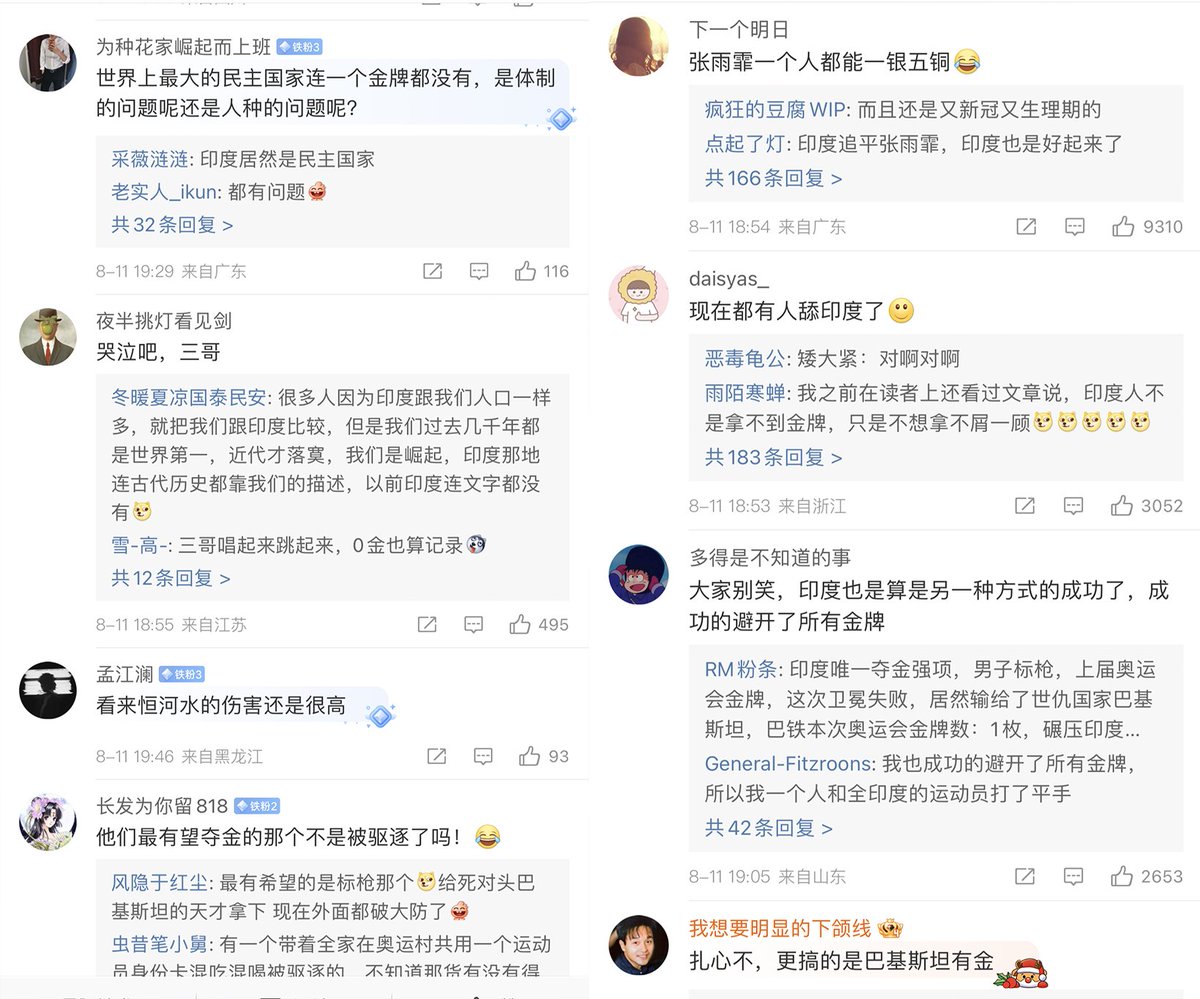 为种花家崛起而上班 铁粉3
世界上最大的民主国家连一个金牌都没有，是体制
的问题呢还是人种的问题呢？
采薇涟涟: 印度居然是民主国家
老实人_ikun: 都有问题
共32条回复 >
8-11 19:29 来自广东 116
夜半挑灯看见剑
哭泣吧，三哥
冬暖夏凉国泰民安: 很多人因为印度跟我们人口一样
多，就把我们跟印度比较，但是我们过去几千年都
是世界第一，近代才落寞，我们是崛起，印度那地
连古代历史都靠我们的描述，以前印度连文字都没
有
雪-高-: 三哥唱起来跳起来，0金也算记录
共12条回复 >
8-11 18:55 来自江苏 495
孟江澜 铁粉3
看来恒河水的伤害还是很高
8-11 19:46 来自黑龙江 93
长发为你留818 铁粉2
他们最有望夺金的那个不是被驱逐了吗！
风隐于红尘: 最有希望的是标枪那个给死对头巴
基斯坦的天才拿下 现在外面都破大防了
虫昔笔小舅: 有一个带着全家在奥运村共用一个运动
员身份卡混吃混喝被驱逐的，不知道那货有没有得
下一个明日
张雨霏一个人都能一银五铜
疯狂的豆腐WIP: 而且还是又新冠又生理期的
点起了灯: 印度追平张雨霏，印度也是好起来了
共166条回复 >
8-11 18:54 来自广东 9310
daisyas_
现在都有人舔印度了
恶毒龟公: 矮大紧：对啊对啊
雨陌寒蝉: 我之前在读者上还看过文章说，印度人不
是拿不到金牌，只是不想拿不屑一顾
共183条回复 >
8-11 18:53 来自浙江 3052
多得是不知道的事
大家别笑，印度也是算是另一种方式的成功了，成
功的避开了所有金牌
RM粉条: 印度唯一夺金强项，男子标枪，上届奥运
会金牌，这次卫冕失败，居然输给了世仇国家巴基
斯坦，巴铁本次奥运会金牌数：1枚，碾压印度...
General-Fitzroons: 我也成功的避开了所有金牌，
所以我一个人和全印度的运动员打了平手
共42条回复 >
8-11 19:05 来自山东 2653
我想要明显的下颌线
扎心不，更搞的是巴基斯坦有金